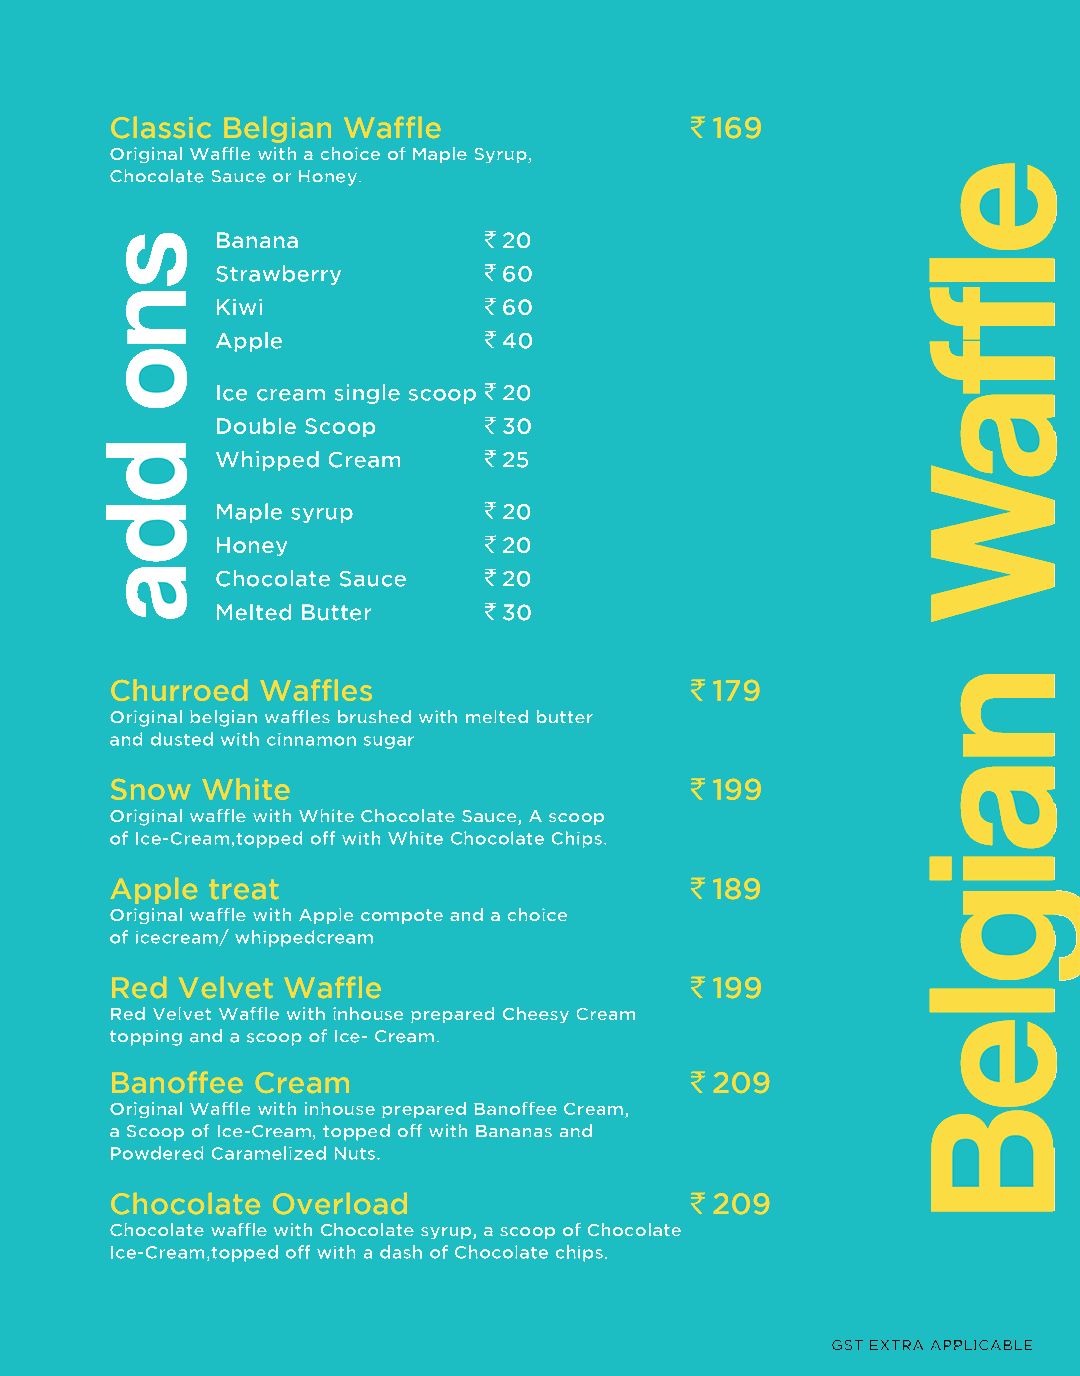 Classic Belgian Waffle ₹ 169
Original Waffle with a choice of Maple Syrup,
Chocolate Sauce or Honey.
add ons
Banana ₹ 20
Strawberry ₹ 60
Kiwi ₹ 60
Apple ₹ 40
Ice cream single scoop ₹ 20
Double Scoop ₹ 30
Whipped Cream ₹ 25
Maple syrup ₹ 20
Honey ₹ 20
Chocolate Sauce ₹ 20
Melted Butter ₹ 30
Churroed Waffles ₹ 179
Original belgian waffles brushed with melted butter
and dusted with cinnamon sugar
Snow White ₹ 199
Original waffle with White Chocolate Sauce, A scoop
of Ice-Cream,topped off with White Chocolate Chips.
Apple treat ₹ 189
Original waffle with Apple compote and a choice
of icecream/ whippedcream
Red Velvet Waffle ₹ 199
Red Velvet Waffle with inhouse prepared Cheesy Cream
topping and a scoop of Ice- Cream.
Banoffee Cream ₹ 209
Original Waffle with inhouse prepared Banoffee Cream,
a Scoop of Ice-Cream, topped off with Bananas and
Powdered Caramelized Nuts.
Chocolate Overload ₹ 209
Chocolate waffle with Chocolate syrup, a scoop of Chocolate
Ice-Cream,topped off with a dash of Chocolate chips.
Belgian Waffle
GST EXTRA APPLICABLE